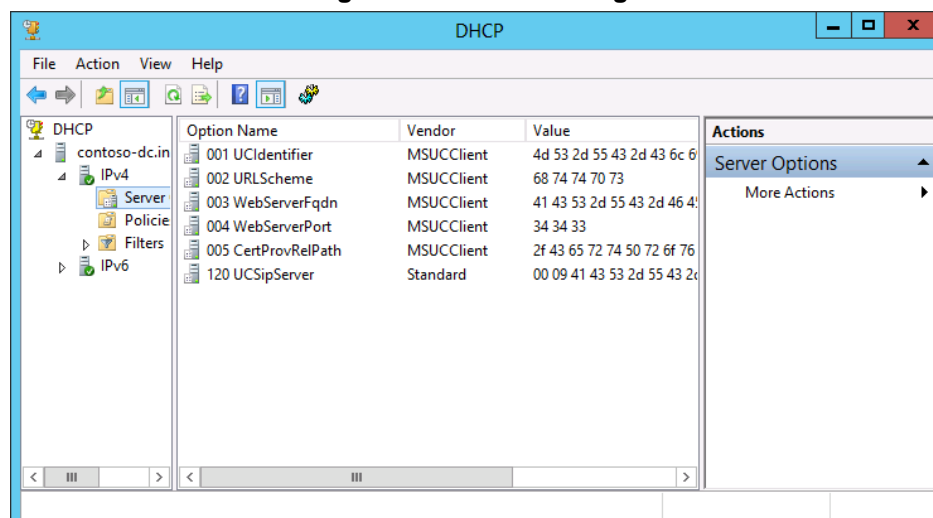 DHCP
File Action View Help
DHCP
contoso-dc.in
IPv4
Server
Policie
Filters
IPv6
Option Name Vendor Value
001 UCIdentifier MSUCClient 4d 53 2d 55 43 2d 43 6c 6
002 URLScheme MSUCClient 68 74 74 70 73
003 WebServerFqdn MSUCClient 41 43 53 2d 55 43 2d 46 4
004 WebServerPort MSUCClient 34 34 33
005 CertProvRelPath MSUCClient 2f 43 65 72 74 50 72 6f 76
120 UCSipServer Standard 00 09 41 43 53 2d 55 43 2
Actions
Server Options
More Actions